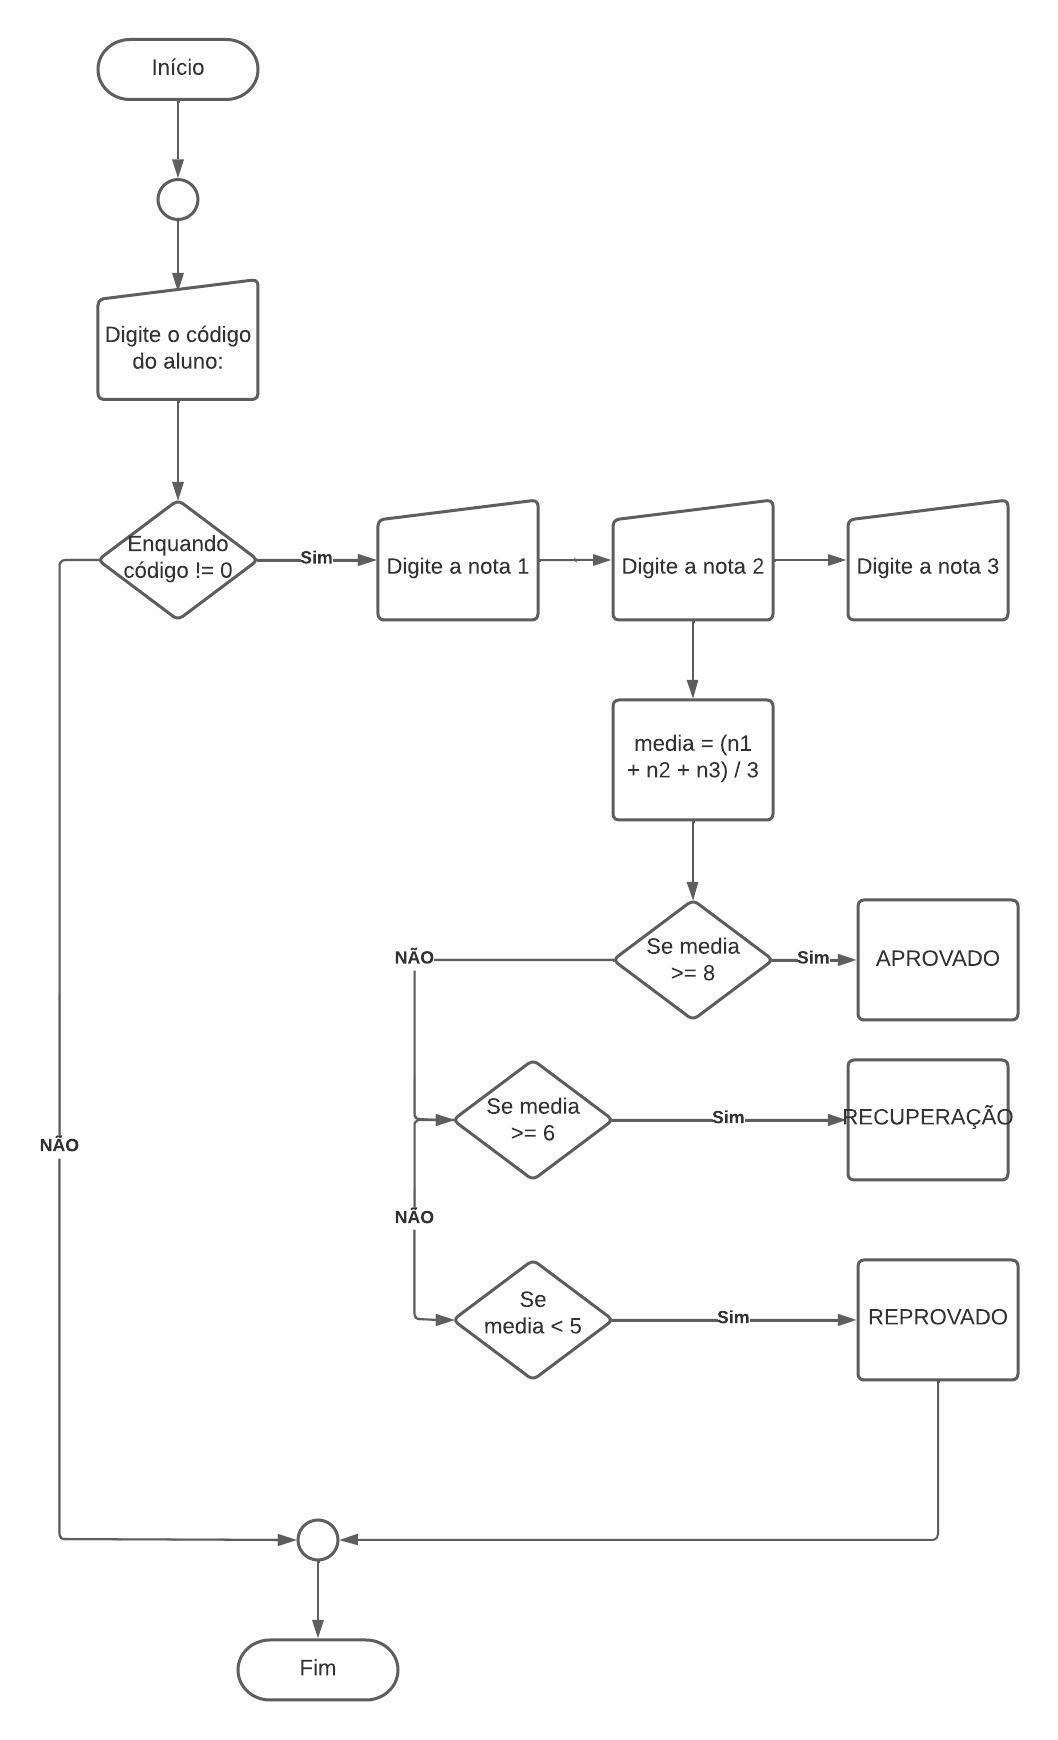 Início
Digite o código
do aluno:
Enquando
código != 0
Sim
Digite a nota 1
Digite a nota 2
Digite a nota 3
media = (n1
+ n2 + n3) / 3
Se media
>= 8
Sim
APROVADO
NÃO
Se media
>= 6
Sim
RECUPERAÇÃO
NÃO
NÃO
Se
media < 5
Sim
REPROVADO
Fim